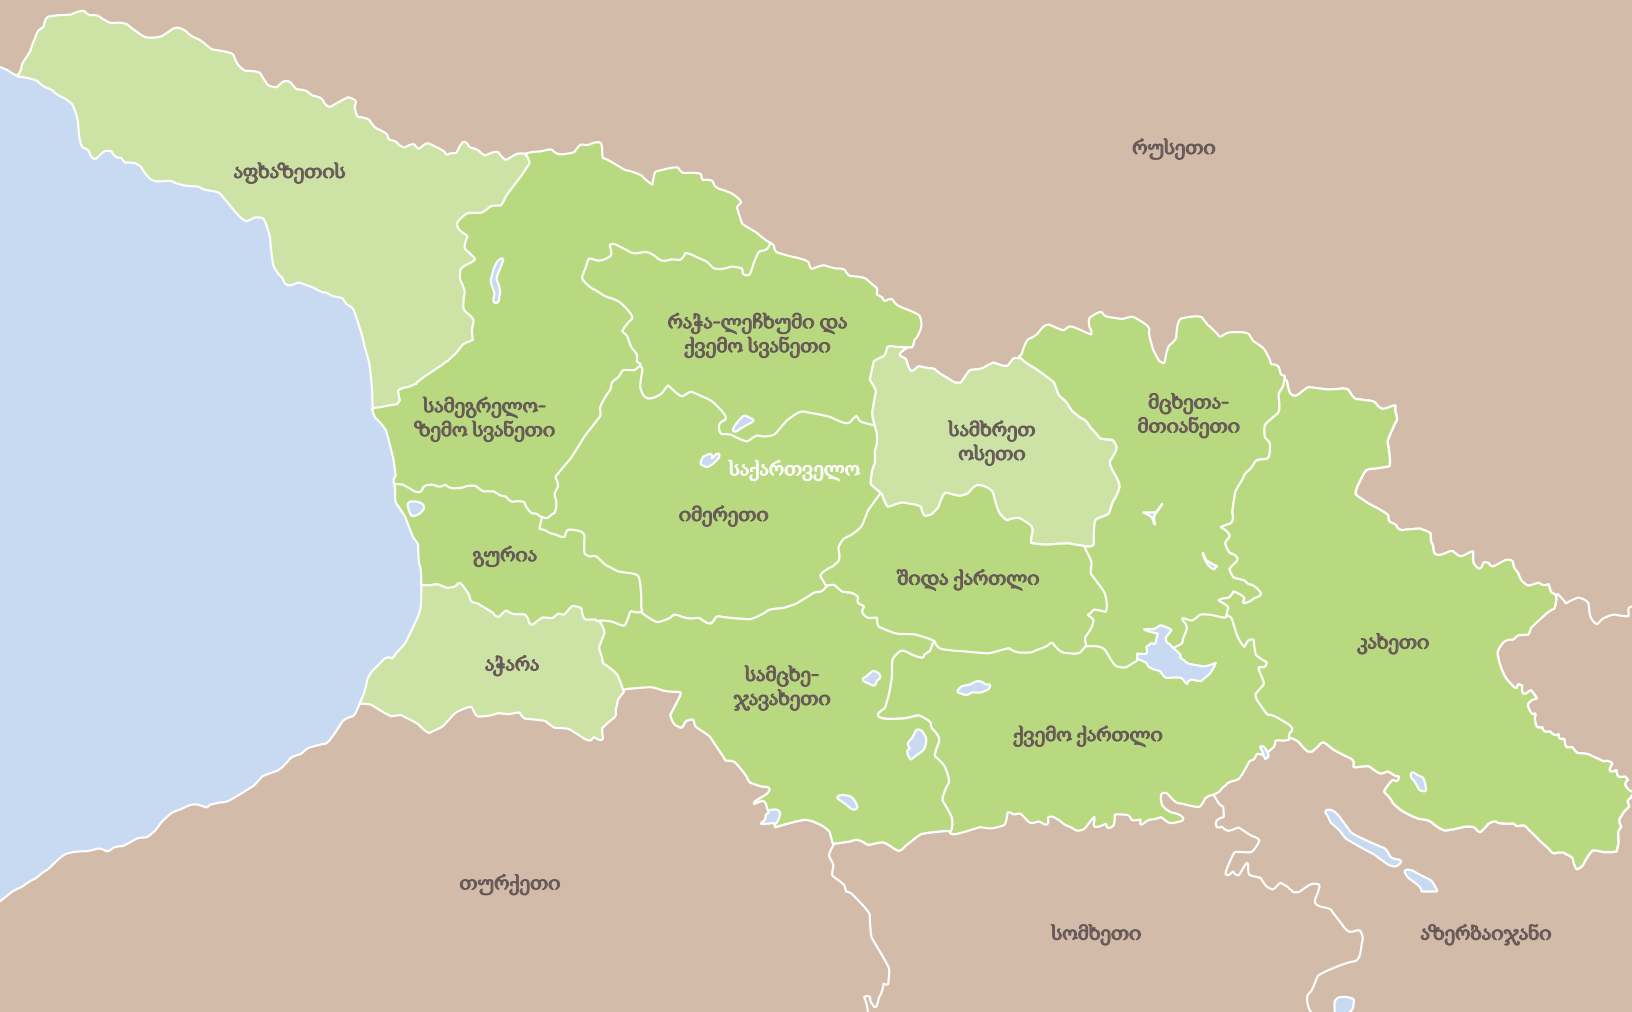 რუსეთი
აფხაზეთის
რაჭა-ლეჩხუმი და
ქვემო სვანეთი
სამეგრელო-
ზემო სვანეთი
მცხეთა-
მთიანეთი
სამხრეთ
ოსეთი
საქართველო
იმერეთი
გურია
შიდა ქართლი
კახეთი
აჭარა
სამცხე-
ჯავახეთი
ქვემო ქართლი
თურქეთი
სომხეთი
აზერბაიჯანი